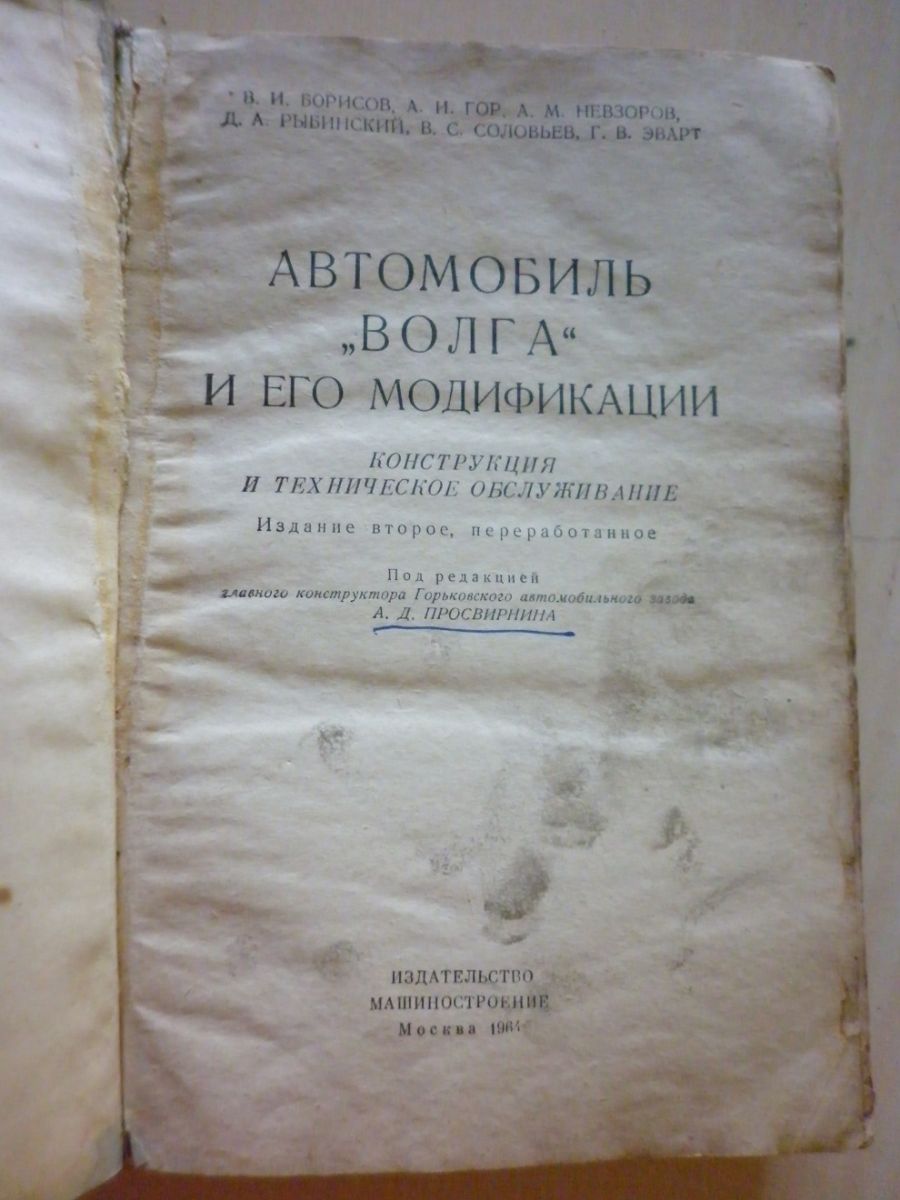 В. И. БОРИСОВ, А. И. ГОР, А. М. НЕВЗОРОВ,
Д. А. РЫБИНСКИЙ, В. С. СОЛОВЬЕВ, Г. В. ЭВАРТ
АВТОМОБИЛЬ
„ВОЛГА“
И ЕГО МОДИФИКАЦИИ
КОНСТРУКЦИЯ
И ТЕХНИЧЕСКОЕ ОБСЛУЖИВАНИЕ
Издание второе, переработанное
Под редакцией
главного конструктора Горьковского автомобильного завода
А. Д. ПРОСВИРНИНА
ИЗДАТЕЛЬСТВО
МАШИНОСТРОЕНИЕ
Москва 1964